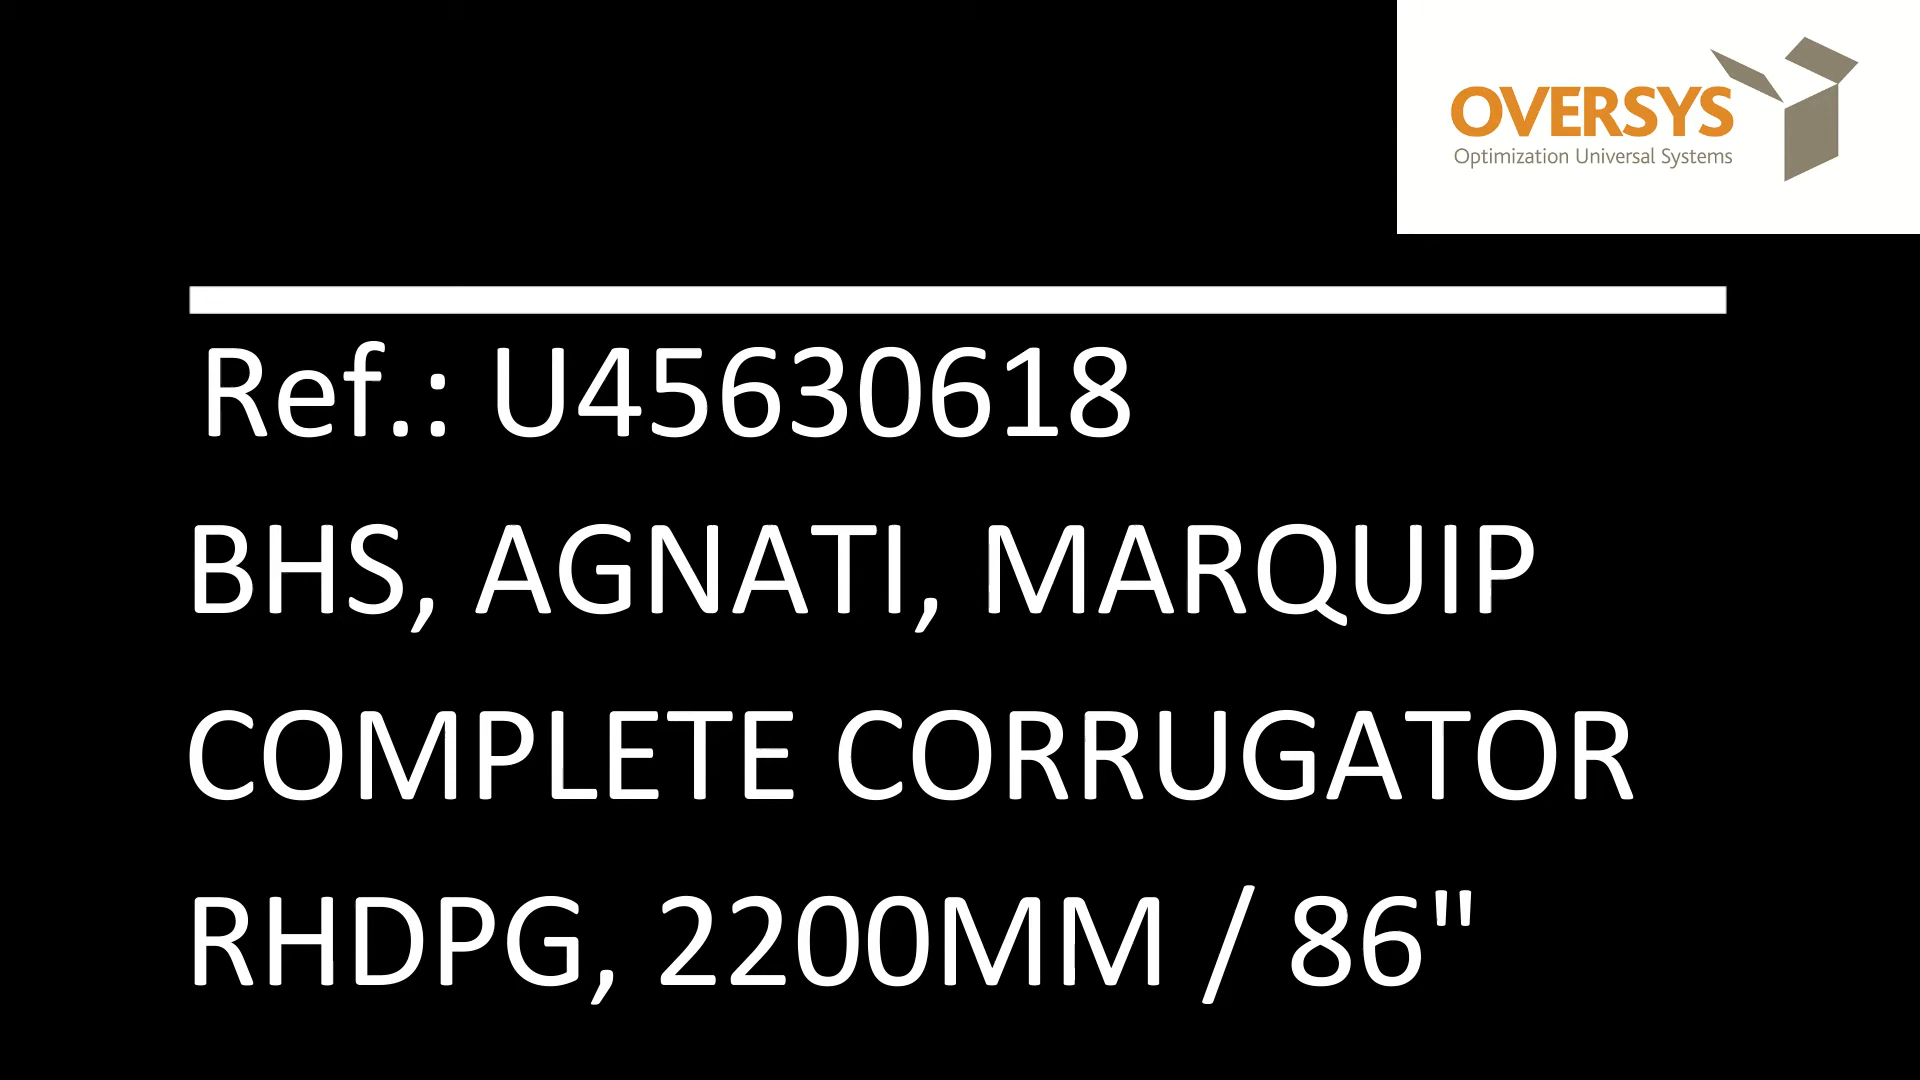 OVERSYS
Optimization Universal Systems
Ref.: U45630618
BHS, AGNATI, MARQUIP
COMPLETE CORRUGATOR
RHDPG, 2200MM / 86"